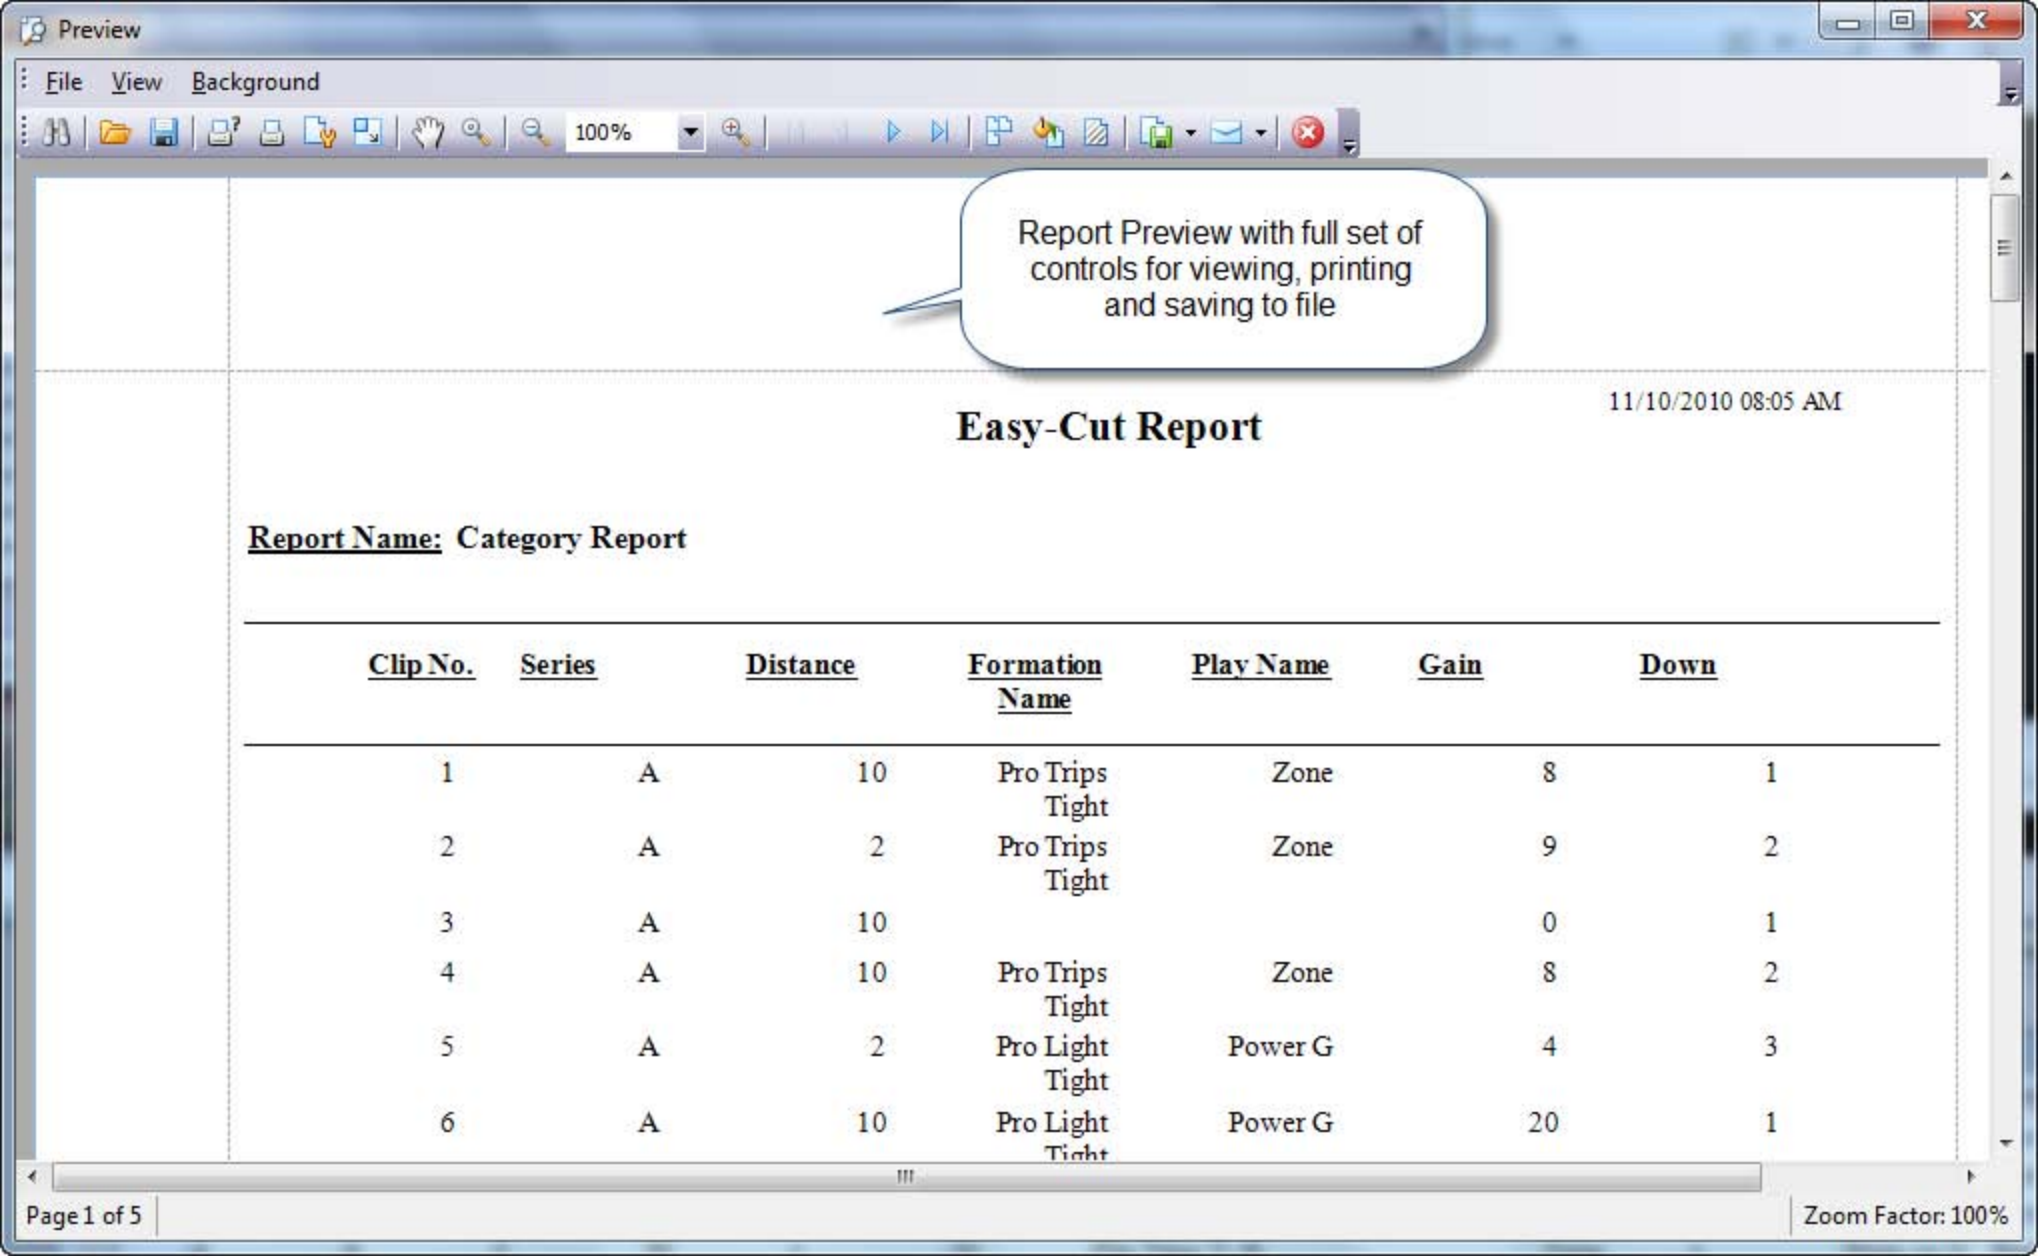 Preview
File View Background
100%
Report Preview with full set of
controls for viewing, printing
and saving to file
11/10/2010 08:05 AM
Easy-Cut Report
Report Name: Category Report
Clip No. Series Distance Formation Play Name Gain Down
Name
1 A 10 Pro Trips Zone 8 1
Tight
2 A 2 Pro Trips Zone 9 2
Tight
3 A 10 0 1
4 A 10 Pro Trips Zone 8 2
Tight
5 A 2 Pro Light Power G 4 3
Tight
6 A 10 Pro Light Power G 20 1
Tight
Page 1 of 5 Zoom Factor: 100%